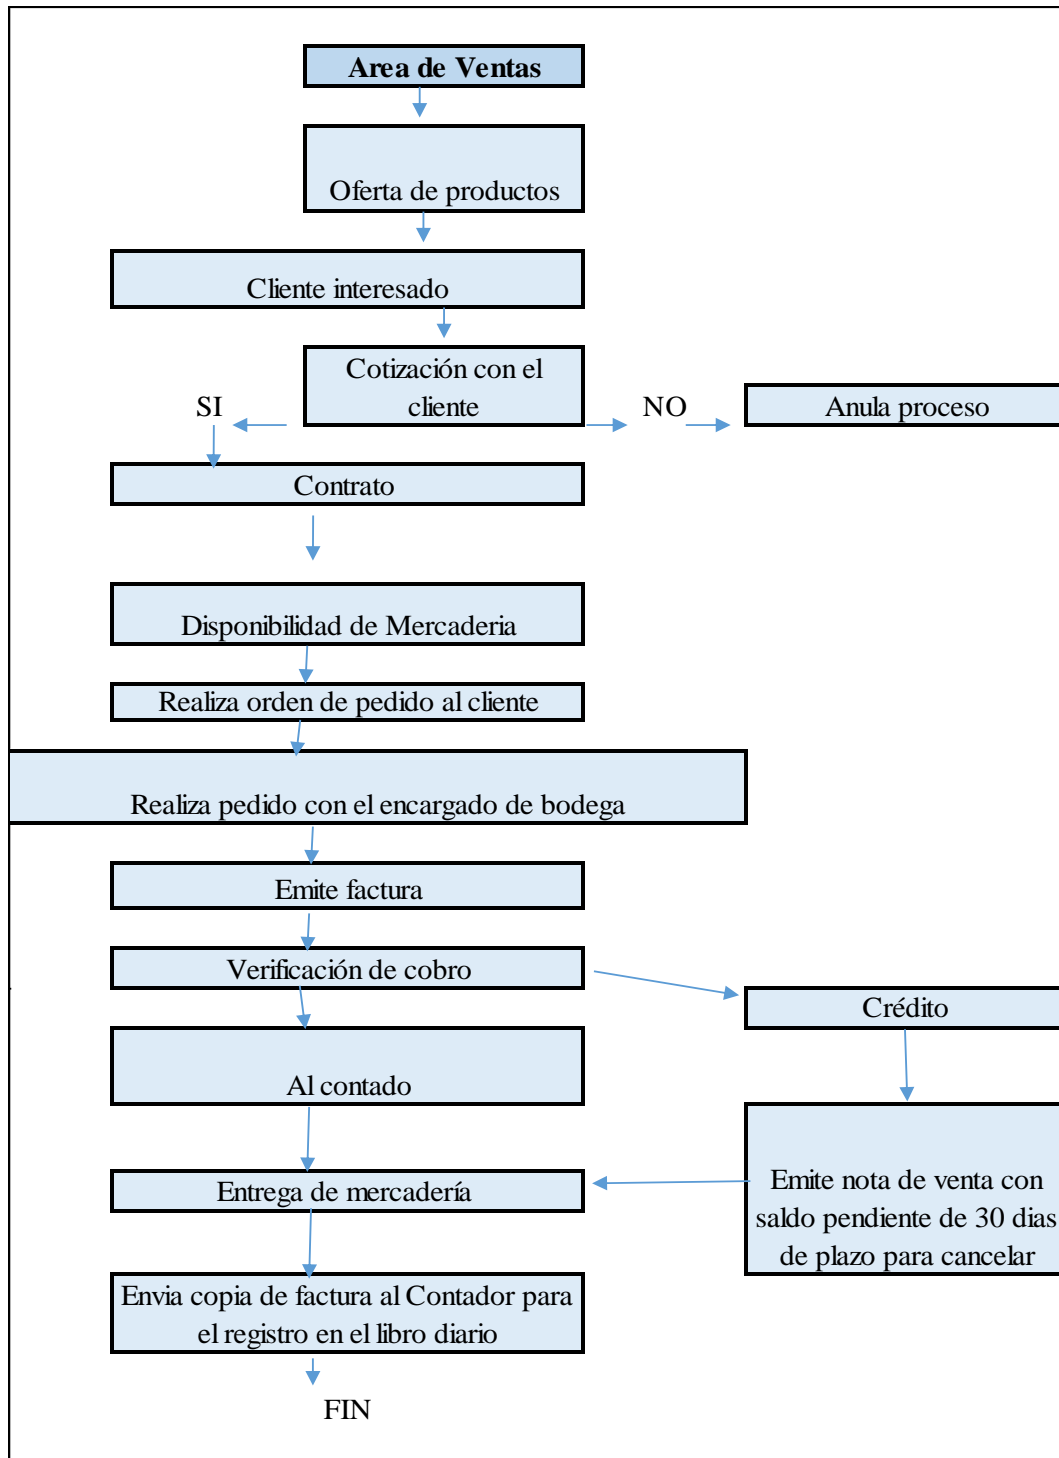 Area de Ventas
Oferta de productos
Cliente interesado
Cotización con el
cliente
SI
NO
Anula proceso
Contrato
Disponibilidad de Mercaderia
Realiza orden de pedido al cliente
Realiza pedido con el encargado de bodega
Emite factura
Verificación de cobro
Crédito
Al contado
Emite nota de venta con
saldo pendiente de 30 dias
de plazo para cancelar
Entrega de mercadería
Envia copia de factura al Contador para
el registro en el libro diario
FIN